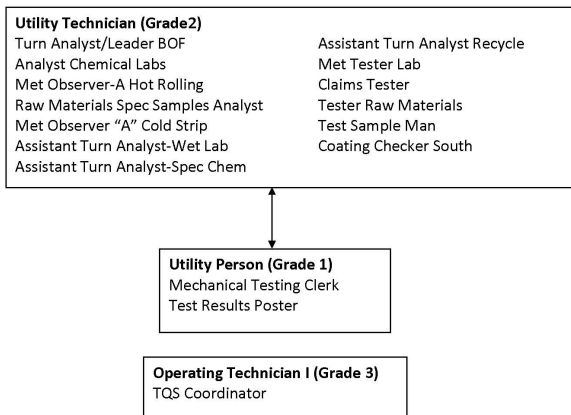 Utility Technician (Grade2)
Turn Analyst/Leader BOF
Analyst Chemical Labs
Met Observer-A Hot Rolling
Raw Materials Spec Samples Analyst
Met Observer “A” Cold Strip
Assistant Turn Analyst-Wet Lab
Assistant Turn Analyst-Spec Chem
Assistant Turn Analyst Recycle
Met Tester Lab
Claims Tester
Tester Raw Materials
Test Sample Man
Coating Checker South
Utility Person (Grade 1)
Mechanical Testing Clerk
Test Results Poster
Operating Technician I (Grade 3)
TQS Coordinator